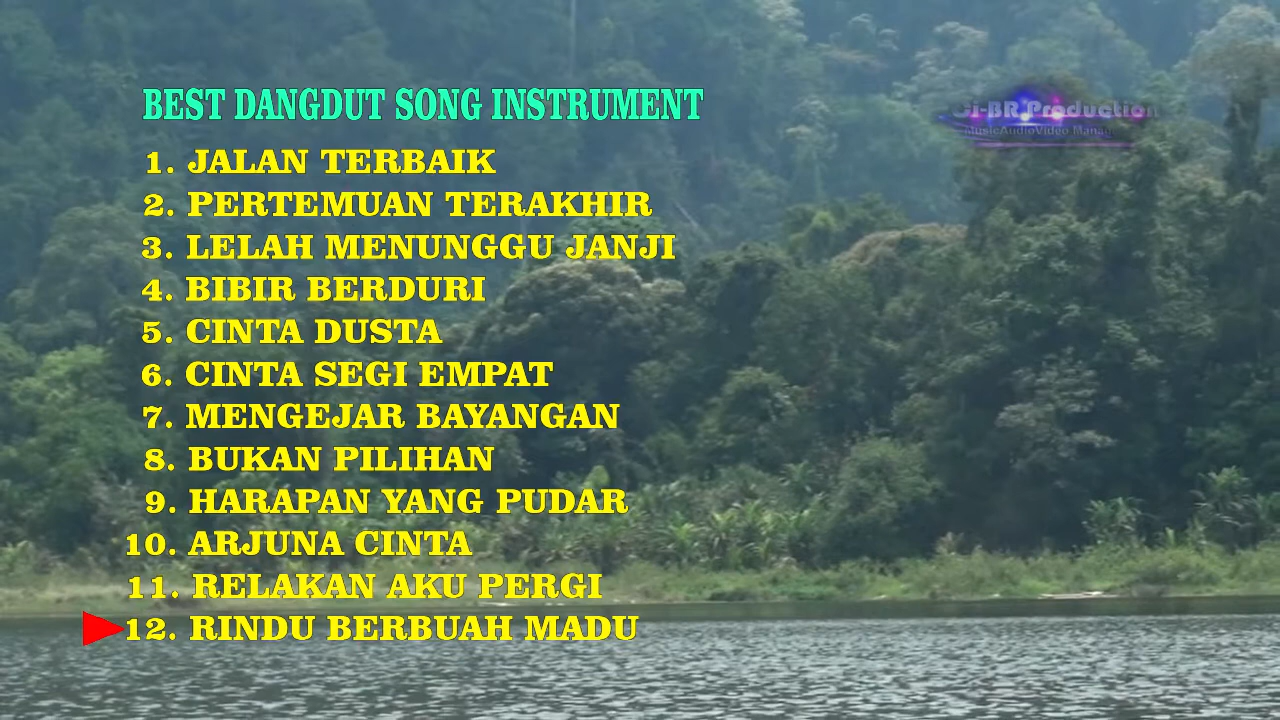 BEST DANGDUT SONG INSTRUMENT
1. JALAN TERBAIK
2. PERTEMUAN TERAKHIR
3. LELAH MENUNGGU JANJI
4. BIBIR BERDURI
5. CINTA DUSTA
6. CINTA SEGI EMPAT
7. MENGEJAR BAYANGAN
8. BUKAN PILIHAN
9. HARAPAN YANG PUDAR
10. ARJUNA CINTA
11. RELAKAN AKU PERGI
12. RINDU BERBUAH MADU
Production
MusicAudioVideo